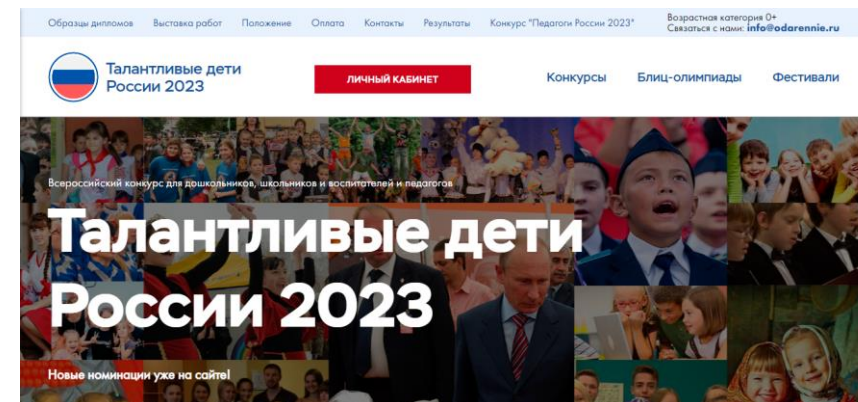 Образцы дипломов Выставка работ Положение Оплата Контакты Результаты Конкурс "Педагоги России 2023" Возрастная категория 0+
Связаться с нами: info@odarennie.ru
Талантливые дети
России 2023
ЛИЧНЫЙ КАБИНЕТ
Конкурсы Блиц-олимпиады Фестивали
Всероссийский конкурс для дошкольников, школьников и воспитателей и педагогов
Талантливые дети
России 2023
Новые номинации уже на сайте!